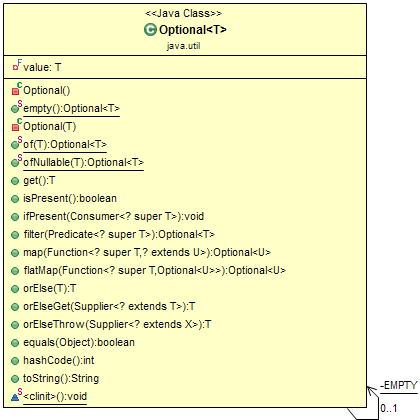 <<Java Class>>
Optional<T>
java.util
value: T
Optional()
empty():Optional<T>
Optional(T)
of(T):Optional<T>
ofNullable(T):Optional<T>
get():T
isPresent():boolean
ifPresent(Consumer<? super T>):void
filter(Predicate<? super T>):Optional<T>
map(Function<? super T,? extends U>):Optional<U>
flatMap(Function<? super T,Optional<U>>):Optional<U>
orElse(T):T
orElseGet(Supplier<? extends T>):T
orElseThrow(Supplier<? extends X>):T
equals(Object):boolean
hashCode():int
toString():String
<clinit>():void
-EMPTY
0..1